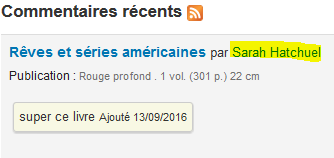 Commentaires récents
Rêves et séries américaines par Sarah Hatchuel
Publication : Rouge profond . 1 vol. (301 p.) 22 cm
super ce livre Ajouté 13/09/2016